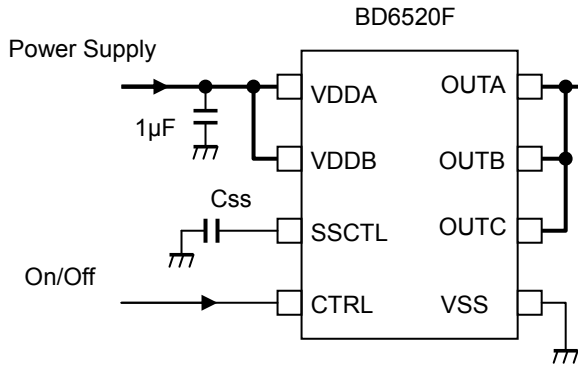 BD6520F
Power Supply
VDDA
OUTA
1µF
VDDB
OUTB
Css
SSCTL
OUTC
On/Off
CTRL
VSS